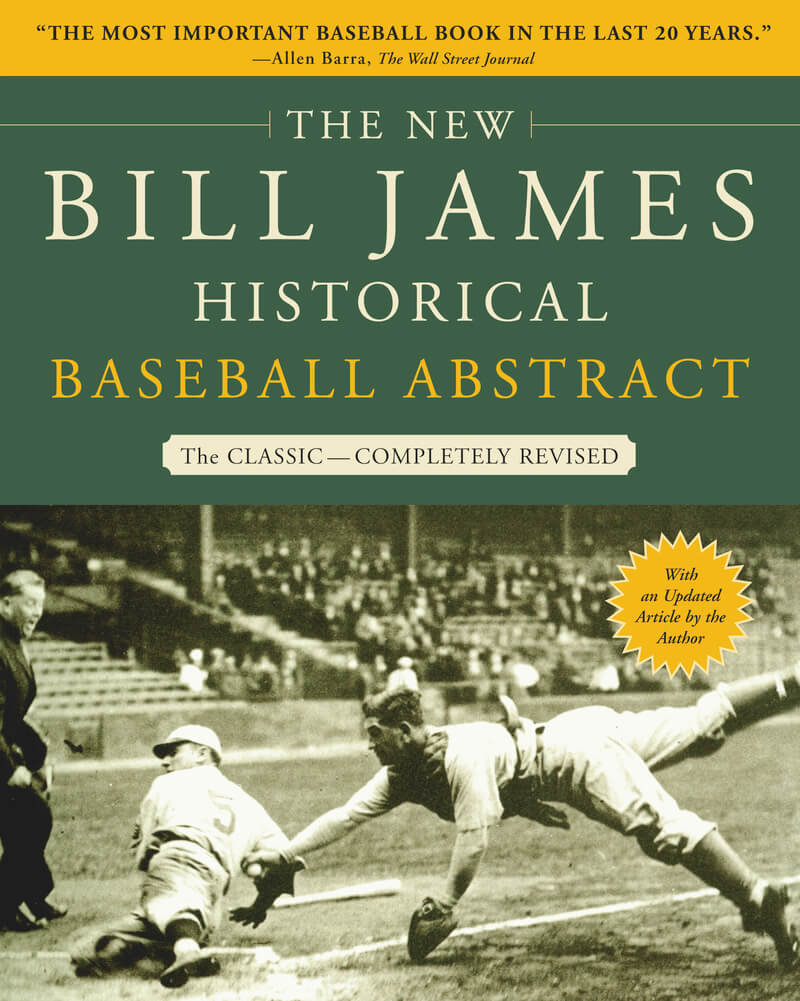 “THE MOST IMPORTANT BASEBALL BOOK IN THE LAST 20 YEARS.”
—Allen Barra, The Wall Street Journal
THE NEW
BILL JAMES
HISTORICAL
BASEBALL ABSTRACT
The CLASSIC—COMPLETELY REVISED
With
an Updated
Article by the
Author
5